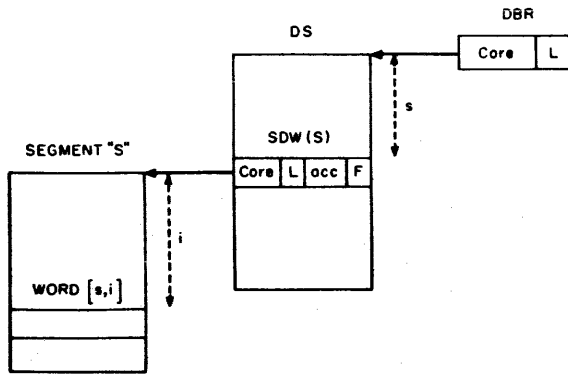 DBR
DS
Core L
s
SDW(S)
SEGMENT "S"
Core L acc F
i
WORD [s,i]